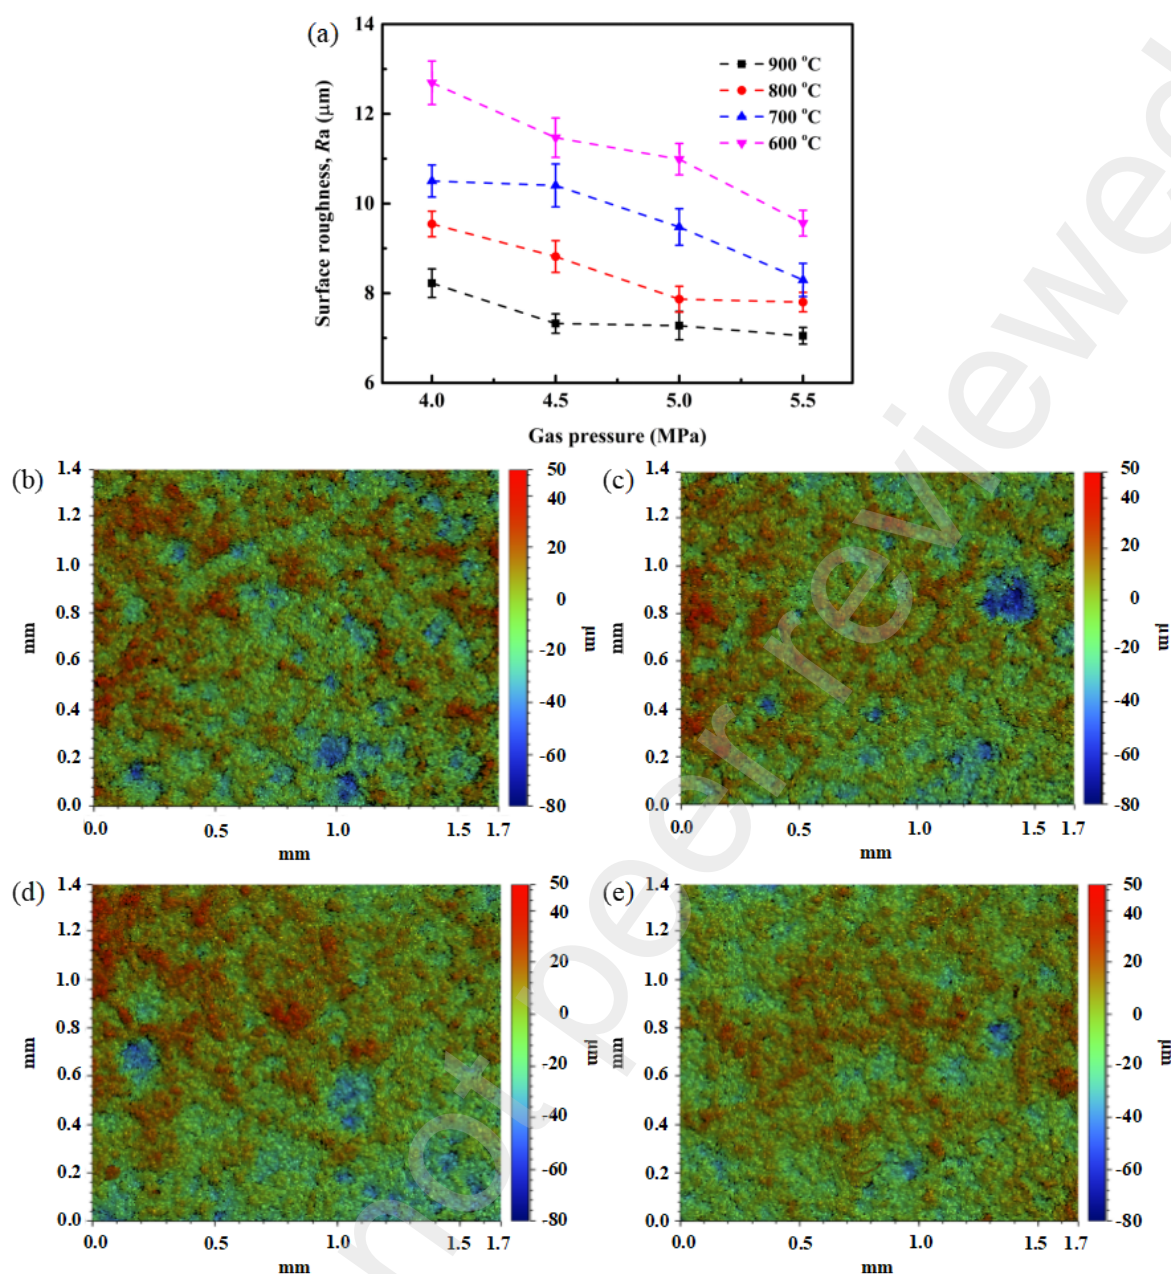 (a)
14
12
10
8
6
Surface roughness, Ra (μm)
900 °C
800 °C
700 °C
600 °C
4.0 4.5 5.0 5.5
Gas pressure (MPa)
(b)
1.4
1.2
1.0
0.8
0.6
0.4
0.2
0.0
mm
0.0 0.5 1.0 1.5 1.7
mm
50
40
20
0
-20
-40
-60
-80
μm
(c)
1.4
1.2
1.0
0.8
0.6
0.4
0.2
0.0
mm
0.0 0.5 1.0 1.5 1.7
mm
50
40
20
0
-20
-40
-60
-80
μm
(d)
1.4
1.2
1.0
0.8
0.6
0.4
0.2
0.0
mm
0.0 0.5 1.0 1.5 1.7
mm
50
40
20
0
-20
-40
-60
-80
μm
(e)
1.4
1.2
1.0
0.8
0.6
0.4
0.2
0.0
mm
0.0 0.5 1.0 1.5 1.7
mm
50
40
20
0
-20
-40
-60
-80
μm
not peer reviewed